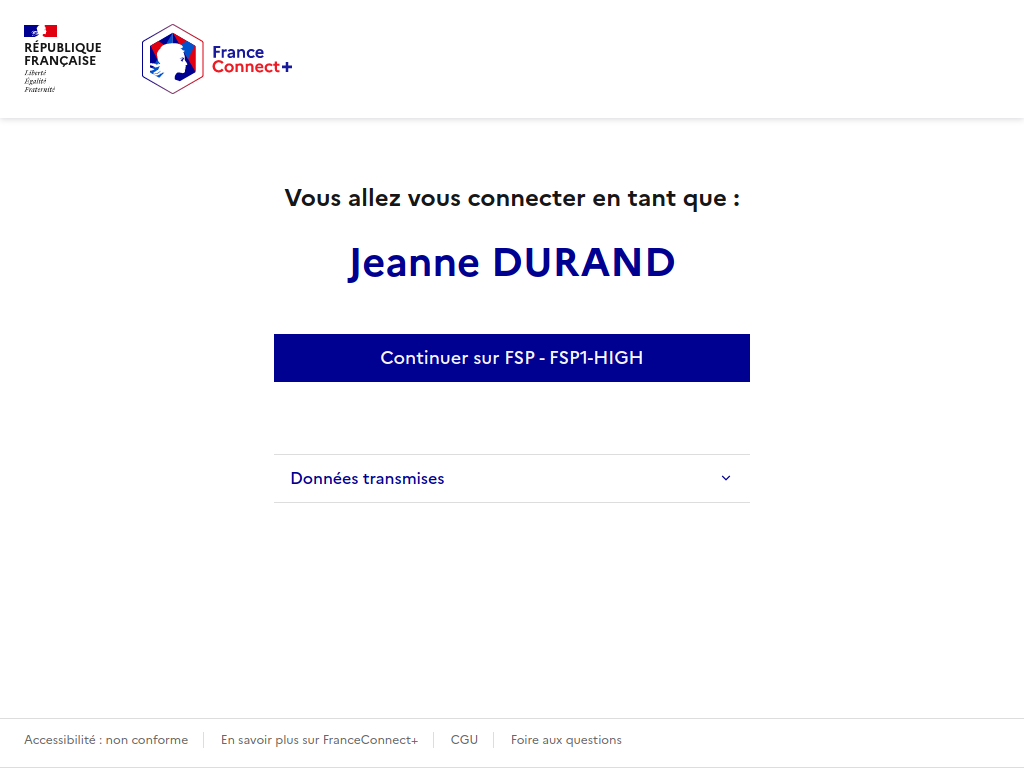 RÉPUBLIQUE
FRANÇAISE
Liberté
Égalité
Fraternité
France
Connect+
Vous allez vous connecter en tant que :
Jeanne DURAND
Continuer sur FSP - FSP1-HIGH
Données transmises
Accessibilité : non conforme
En savoir plus sur FranceConnect+
CGU
Foire aux questions